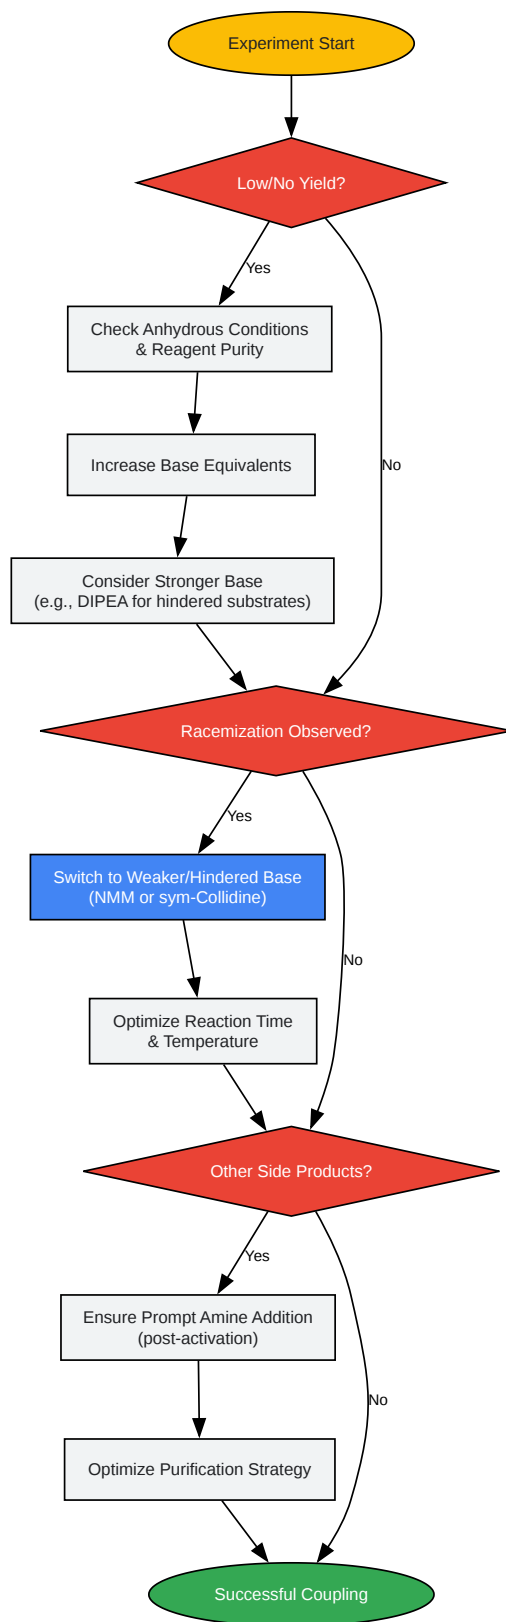 Experiment Start
Low/No Yield?
Yes
Check Anhydrous Conditions
& Reagent Purity
No
Increase Base Equivalents
Consider Stronger Base
(e.g., DIPEA for hindered substrates)
Racemization Observed?
Yes
Switch to Weaker/Hindered Base
(NMM or sym-Collidine)
No
Optimize Reaction Time
& Temperature
Other Side Products?
Yes
Ensure Prompt Amine Addition
(post-activation)
No
Optimize Purification Strategy
Successful Coupling